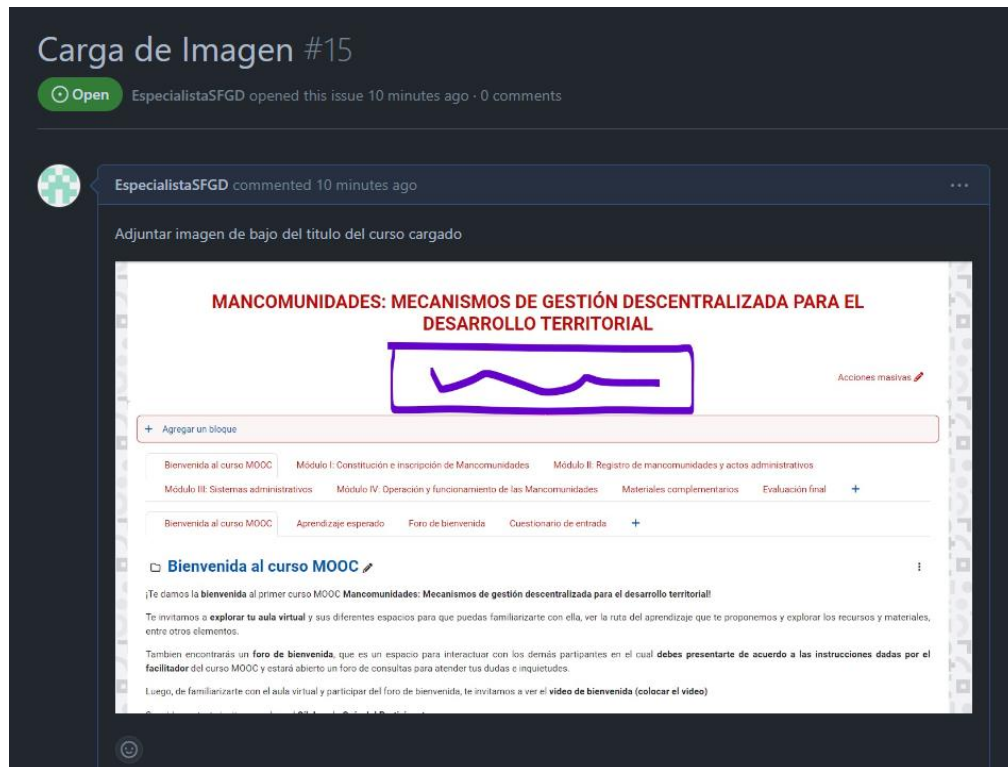 Carga de Imagen #15
Open EspecialistaSFGD opened this issue 10 minutes ago · 0 comments
EspecialistaSFGD commented 10 minutes ago
Adjuntar imagen de bajo del titulo del curso cargado
MANCOMUNIDADES: MECANISMOS DE GESTIÓN DESCENTRALIZADA PARA EL
DESARROLLO TERRITORIAL
Acciones masivas
+ Agregar un bloque
Bienvenida al curso MOOC Módulo I: Constitución e inscripción de Mancomunidades Módulo II: Registro de mancomunidades y actos administrativos
Módulo III: Sistemas administrativos Módulo IV: Operación y funcionamiento de las Mancomunidades Materiales complementarios Evaluación final +
Bienvenida al curso MOOC Aprendizaje esperado Foro de bienvenida Cuestionario de entrada +
Bienvenida al curso MOOC
¡Te damos la bienvenida al primer curso MOOC Mancomunidades: Mecanismos de gestión descentralizada para el desarrollo territorial!
Te invitamos a explorar tu aula virtual y sus diferentes espacios para que puedas familiarizarte con ella, ver la ruta del aprendizaje que te proponemos y explorar los recursos y materiales,
entre otros elementos.
Tambien encontrarás un foro de bienvenida, que es un espacio para interactuar con los demás partipantes en el cual debes presentarte de acuerdo a las instrucciones dadas por el
facilitador del curso MOOC y estará abierto un foro de consultas para atender tus dudas e inquietudes.
Luego, de familiarizarte con el aula virtual y participar del foro de bienvenida, te invitamos a ver el video de bienvenida (colocar el video)